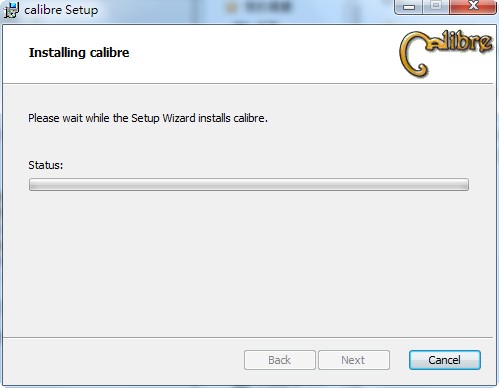 calibre Setup
Installing calibre
Calibre
Please wait while the Setup Wizard installs calibre.
Status:
Back
Next
Cancel